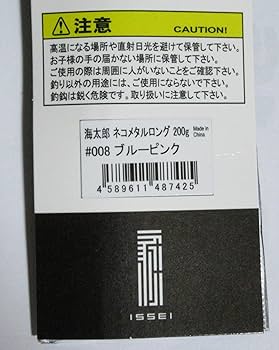 ⚠注意 CAUTION!
高温になる場所や直射日光を避けて保管して下さい。
お子様の手の届かない場所に保管して下さい。
ご使用の際は周囲に人がいないことをご確認下さい。
釣り以外の用途には、ご使用にならないで下さい。
釣鈎は鋭く危険です。取り扱いに注意して下さい。
海太郎 ネコメタルロング 200g Made in China
#008 ブルーピンク
4 589611 487425
ISSEI